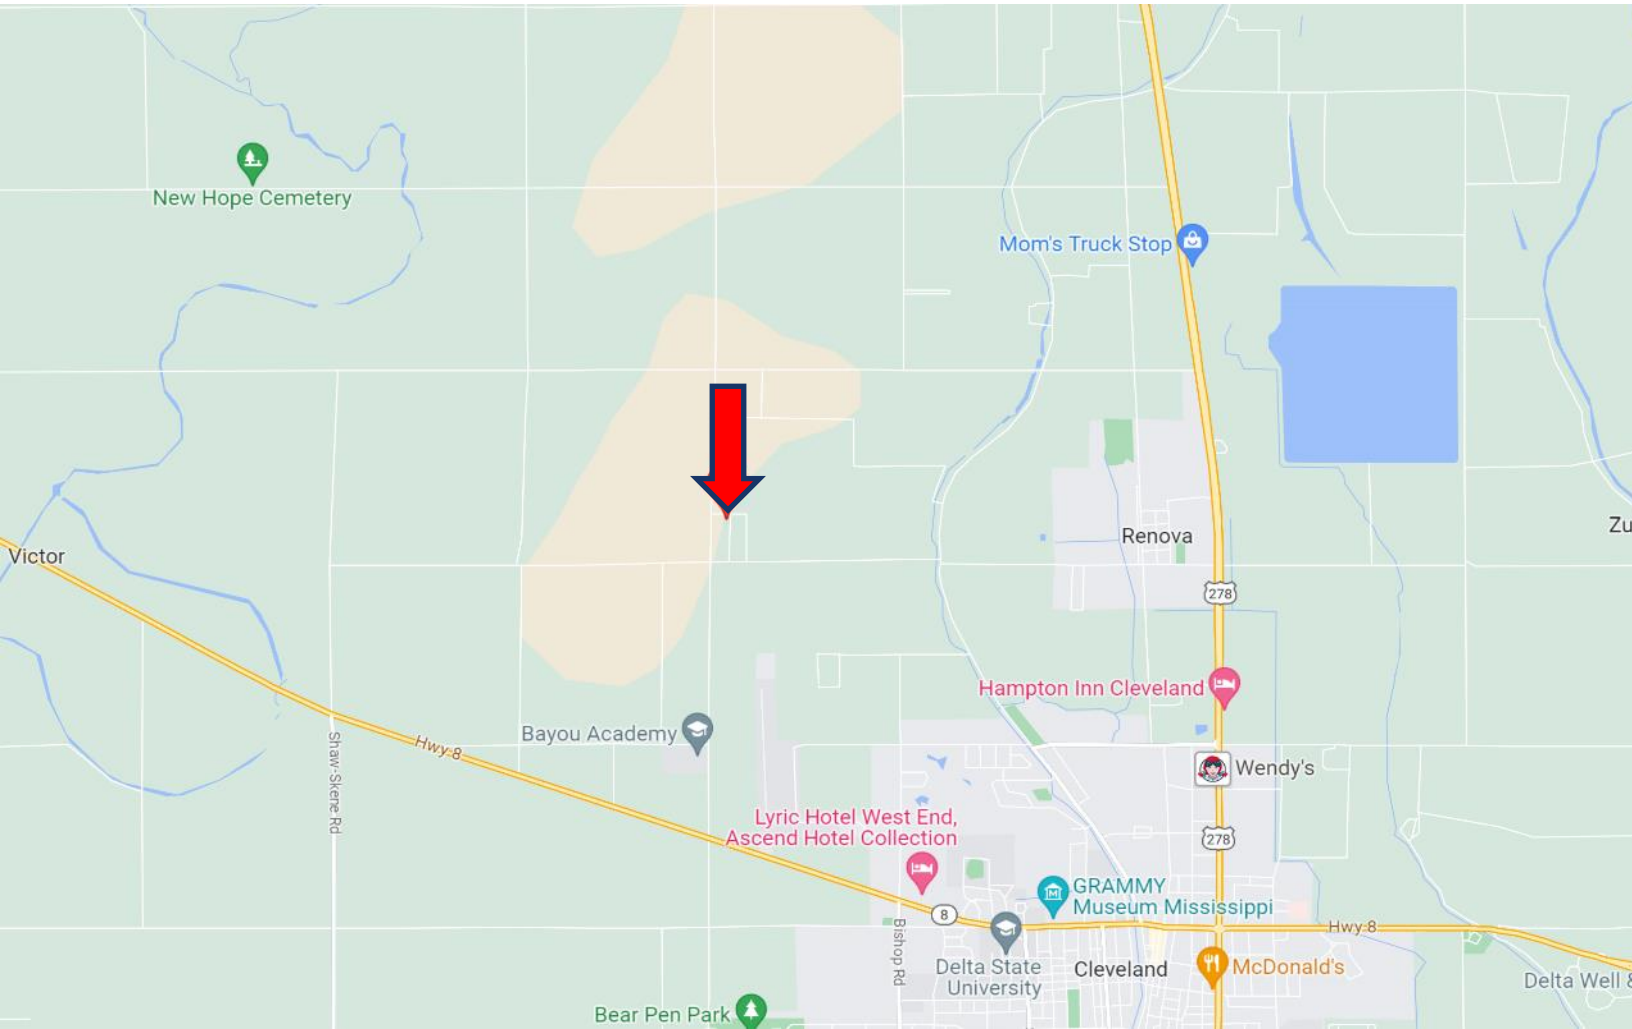 New Hope Cemetery
Mom's Truck Stop
Renova
Zu
Victor
278
Hampton Inn Cleveland
Bayou Academy
Hwy 8
Shaw-Skene Rd
Wendy's
Lyric Hotel West End,
Ascend Hotel Collection
278
GRAMMY
Museum Mississippi
8
Hwy 8
Bishop Rd
Delta State
University
Cleveland
McDonald's
Delta Well &
Bear Pen Park